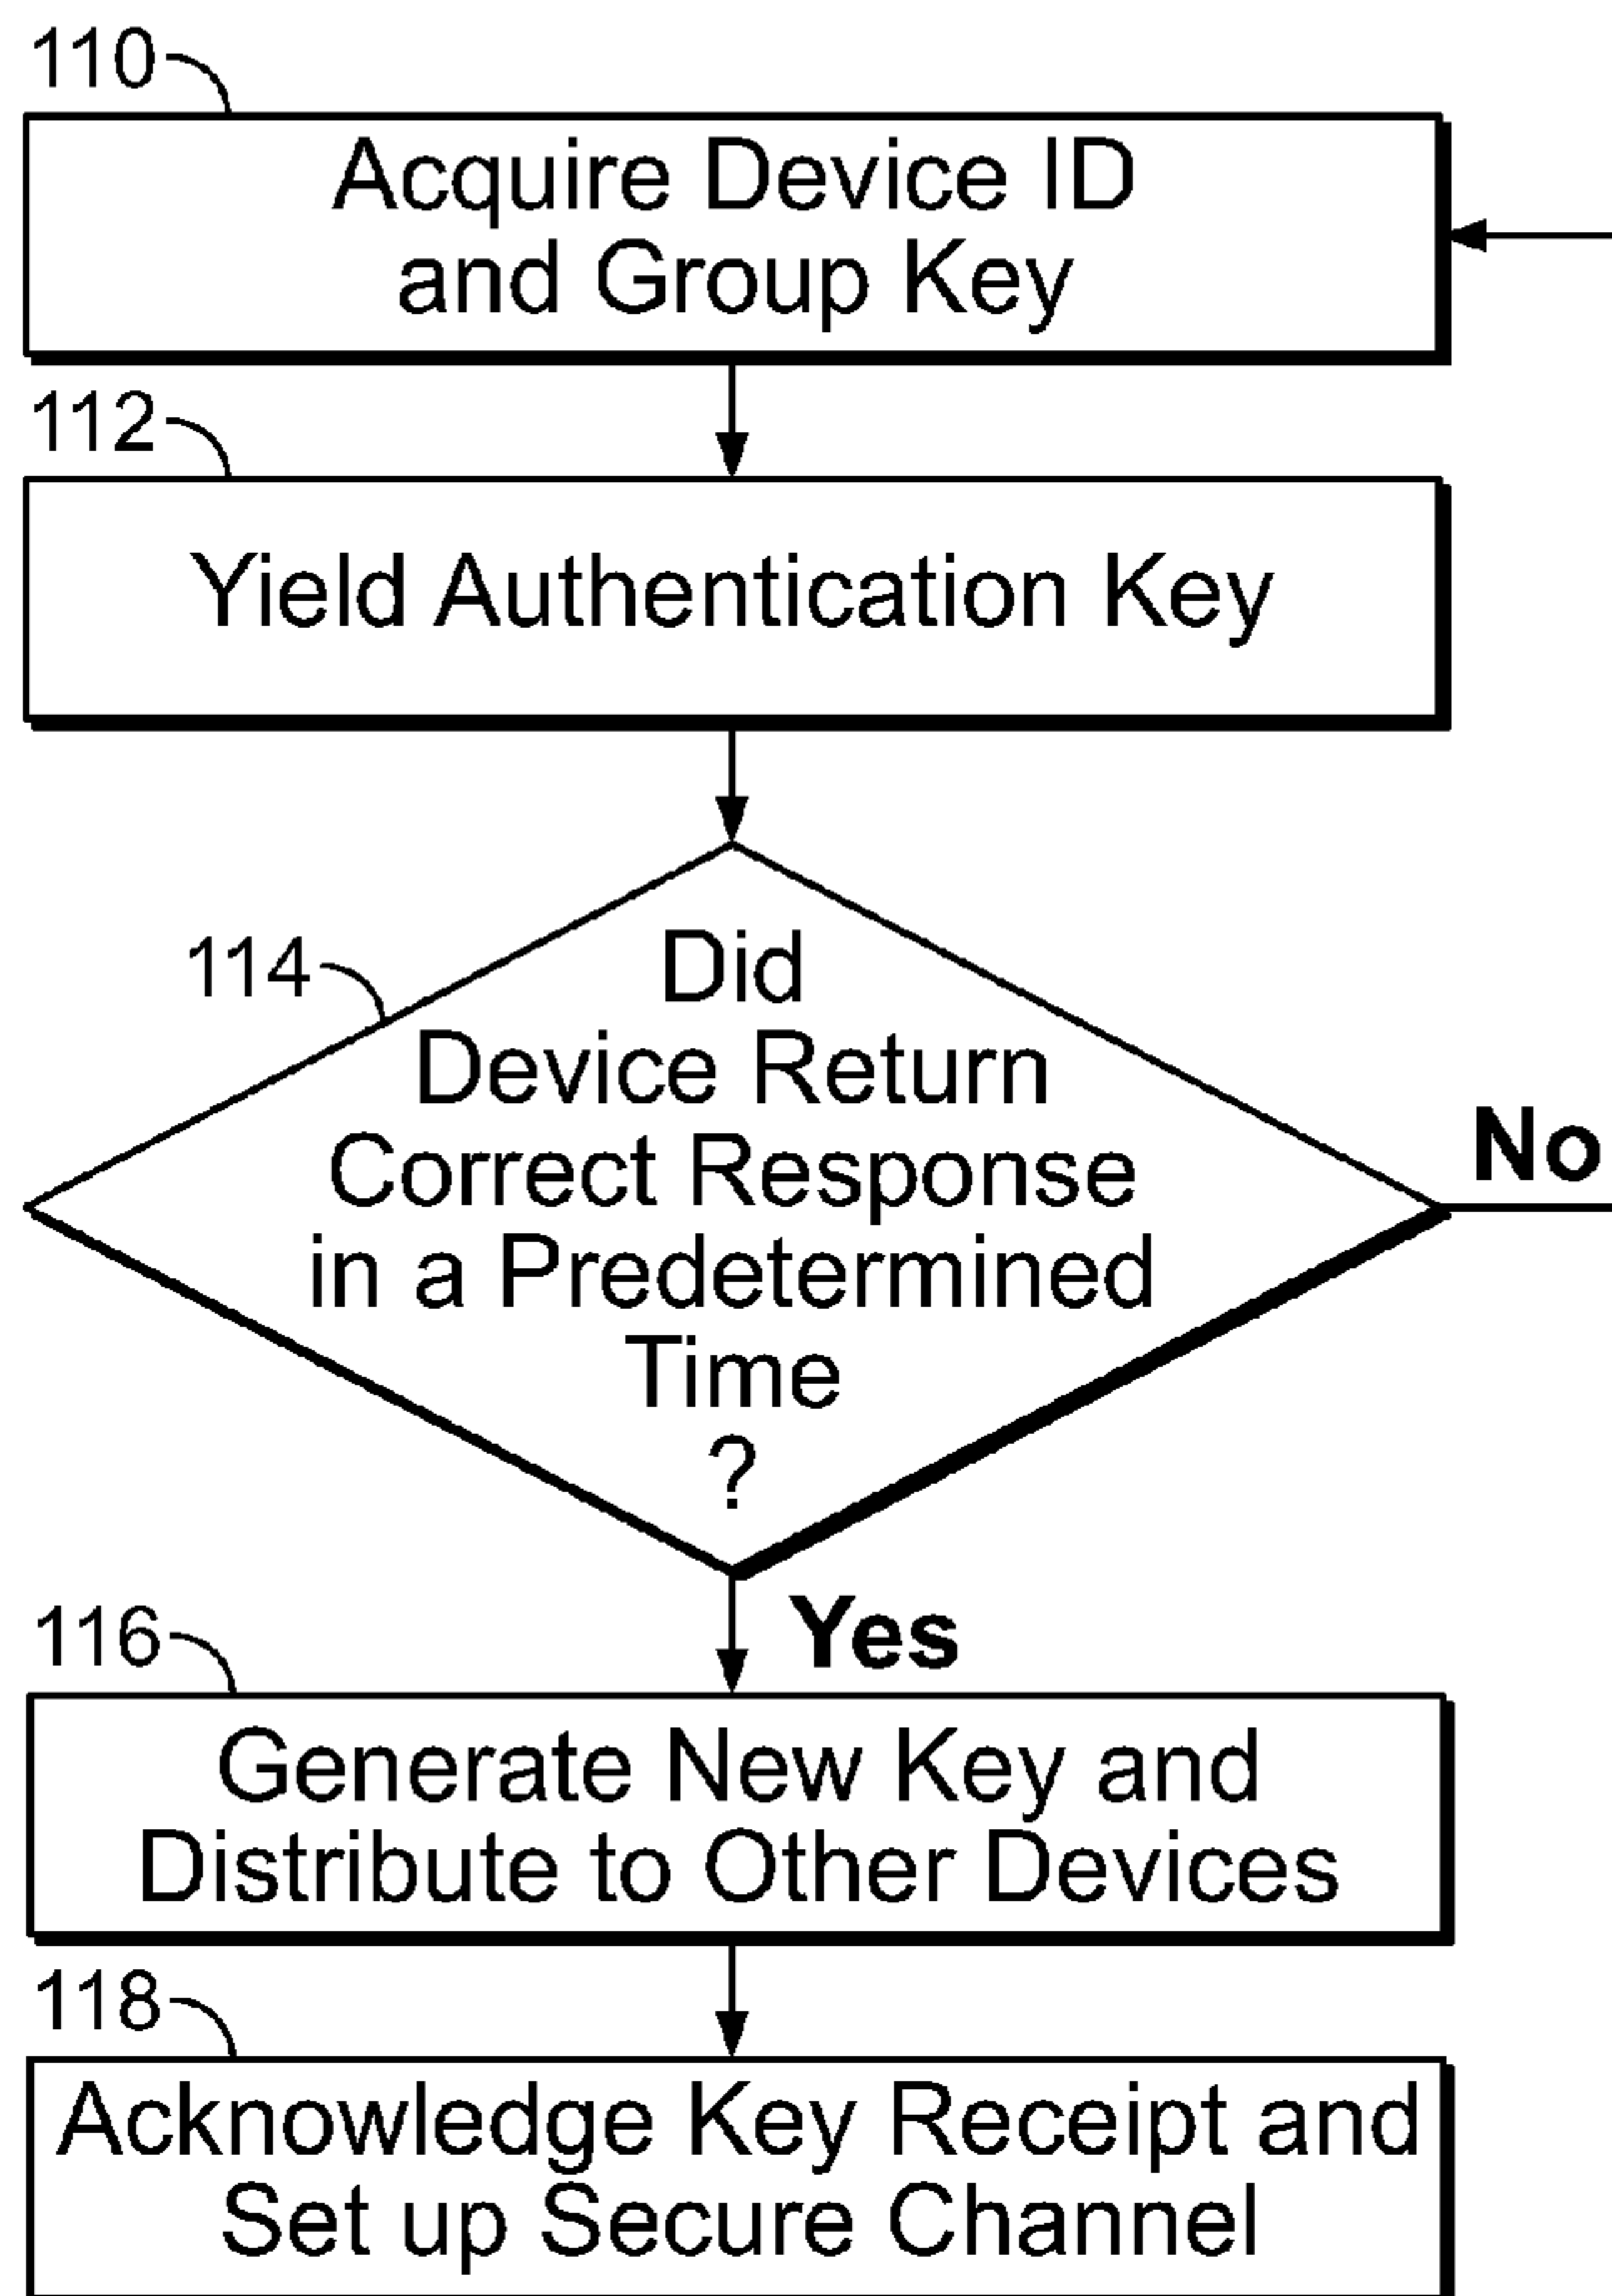 110
Acquire Device ID
and Group Key
112
Yield Authentication Key
114
Did
Device Return
Correct Response
in a Predetermined
Time
?
No
Yes
116
Generate New Key and
Distribute to Other Devices
118
Acknowledge Key Receipt and
Set up Secure Channel